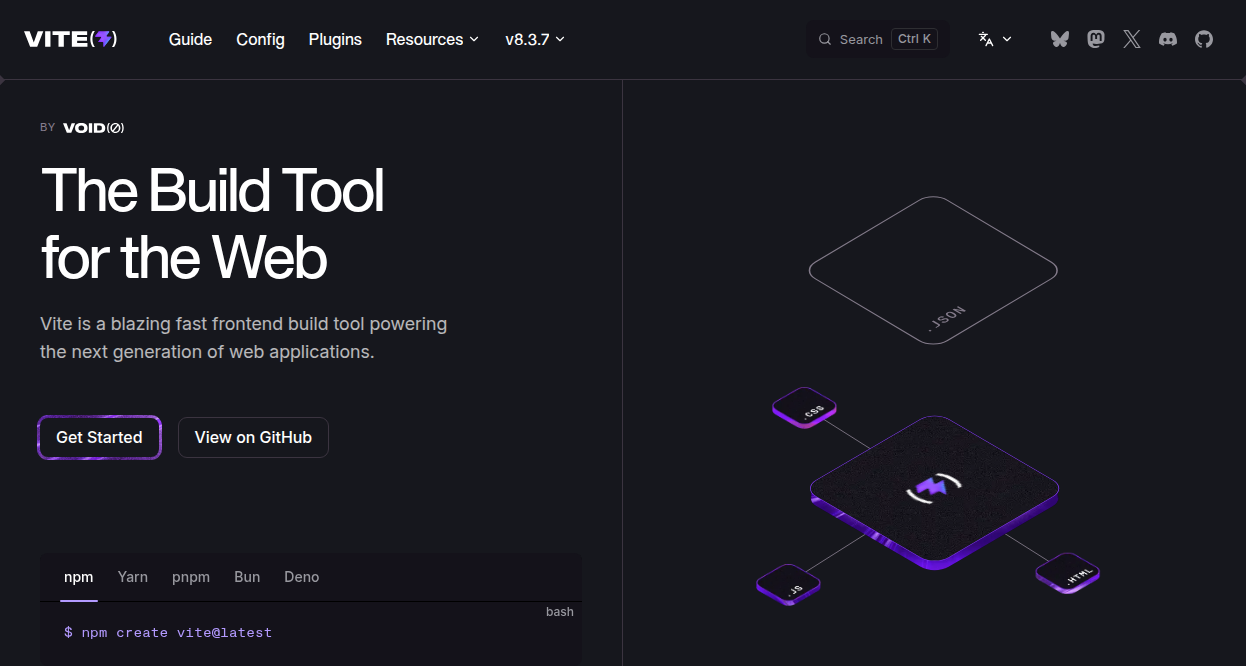 VITE
Guide
Config
Plugins
Resources
v8.3.7
Search
Ctrl K
BY VOID(0)
The Build Tool
for the Web
Vite is a blazing fast frontend build tool powering
the next generation of web applications.
Get Started
View on GitHub
npm
Yarn
pnpm
Bun
Deno
bash
$ npm create vite@latest
.JSON
.CSS
.JS
.HTML